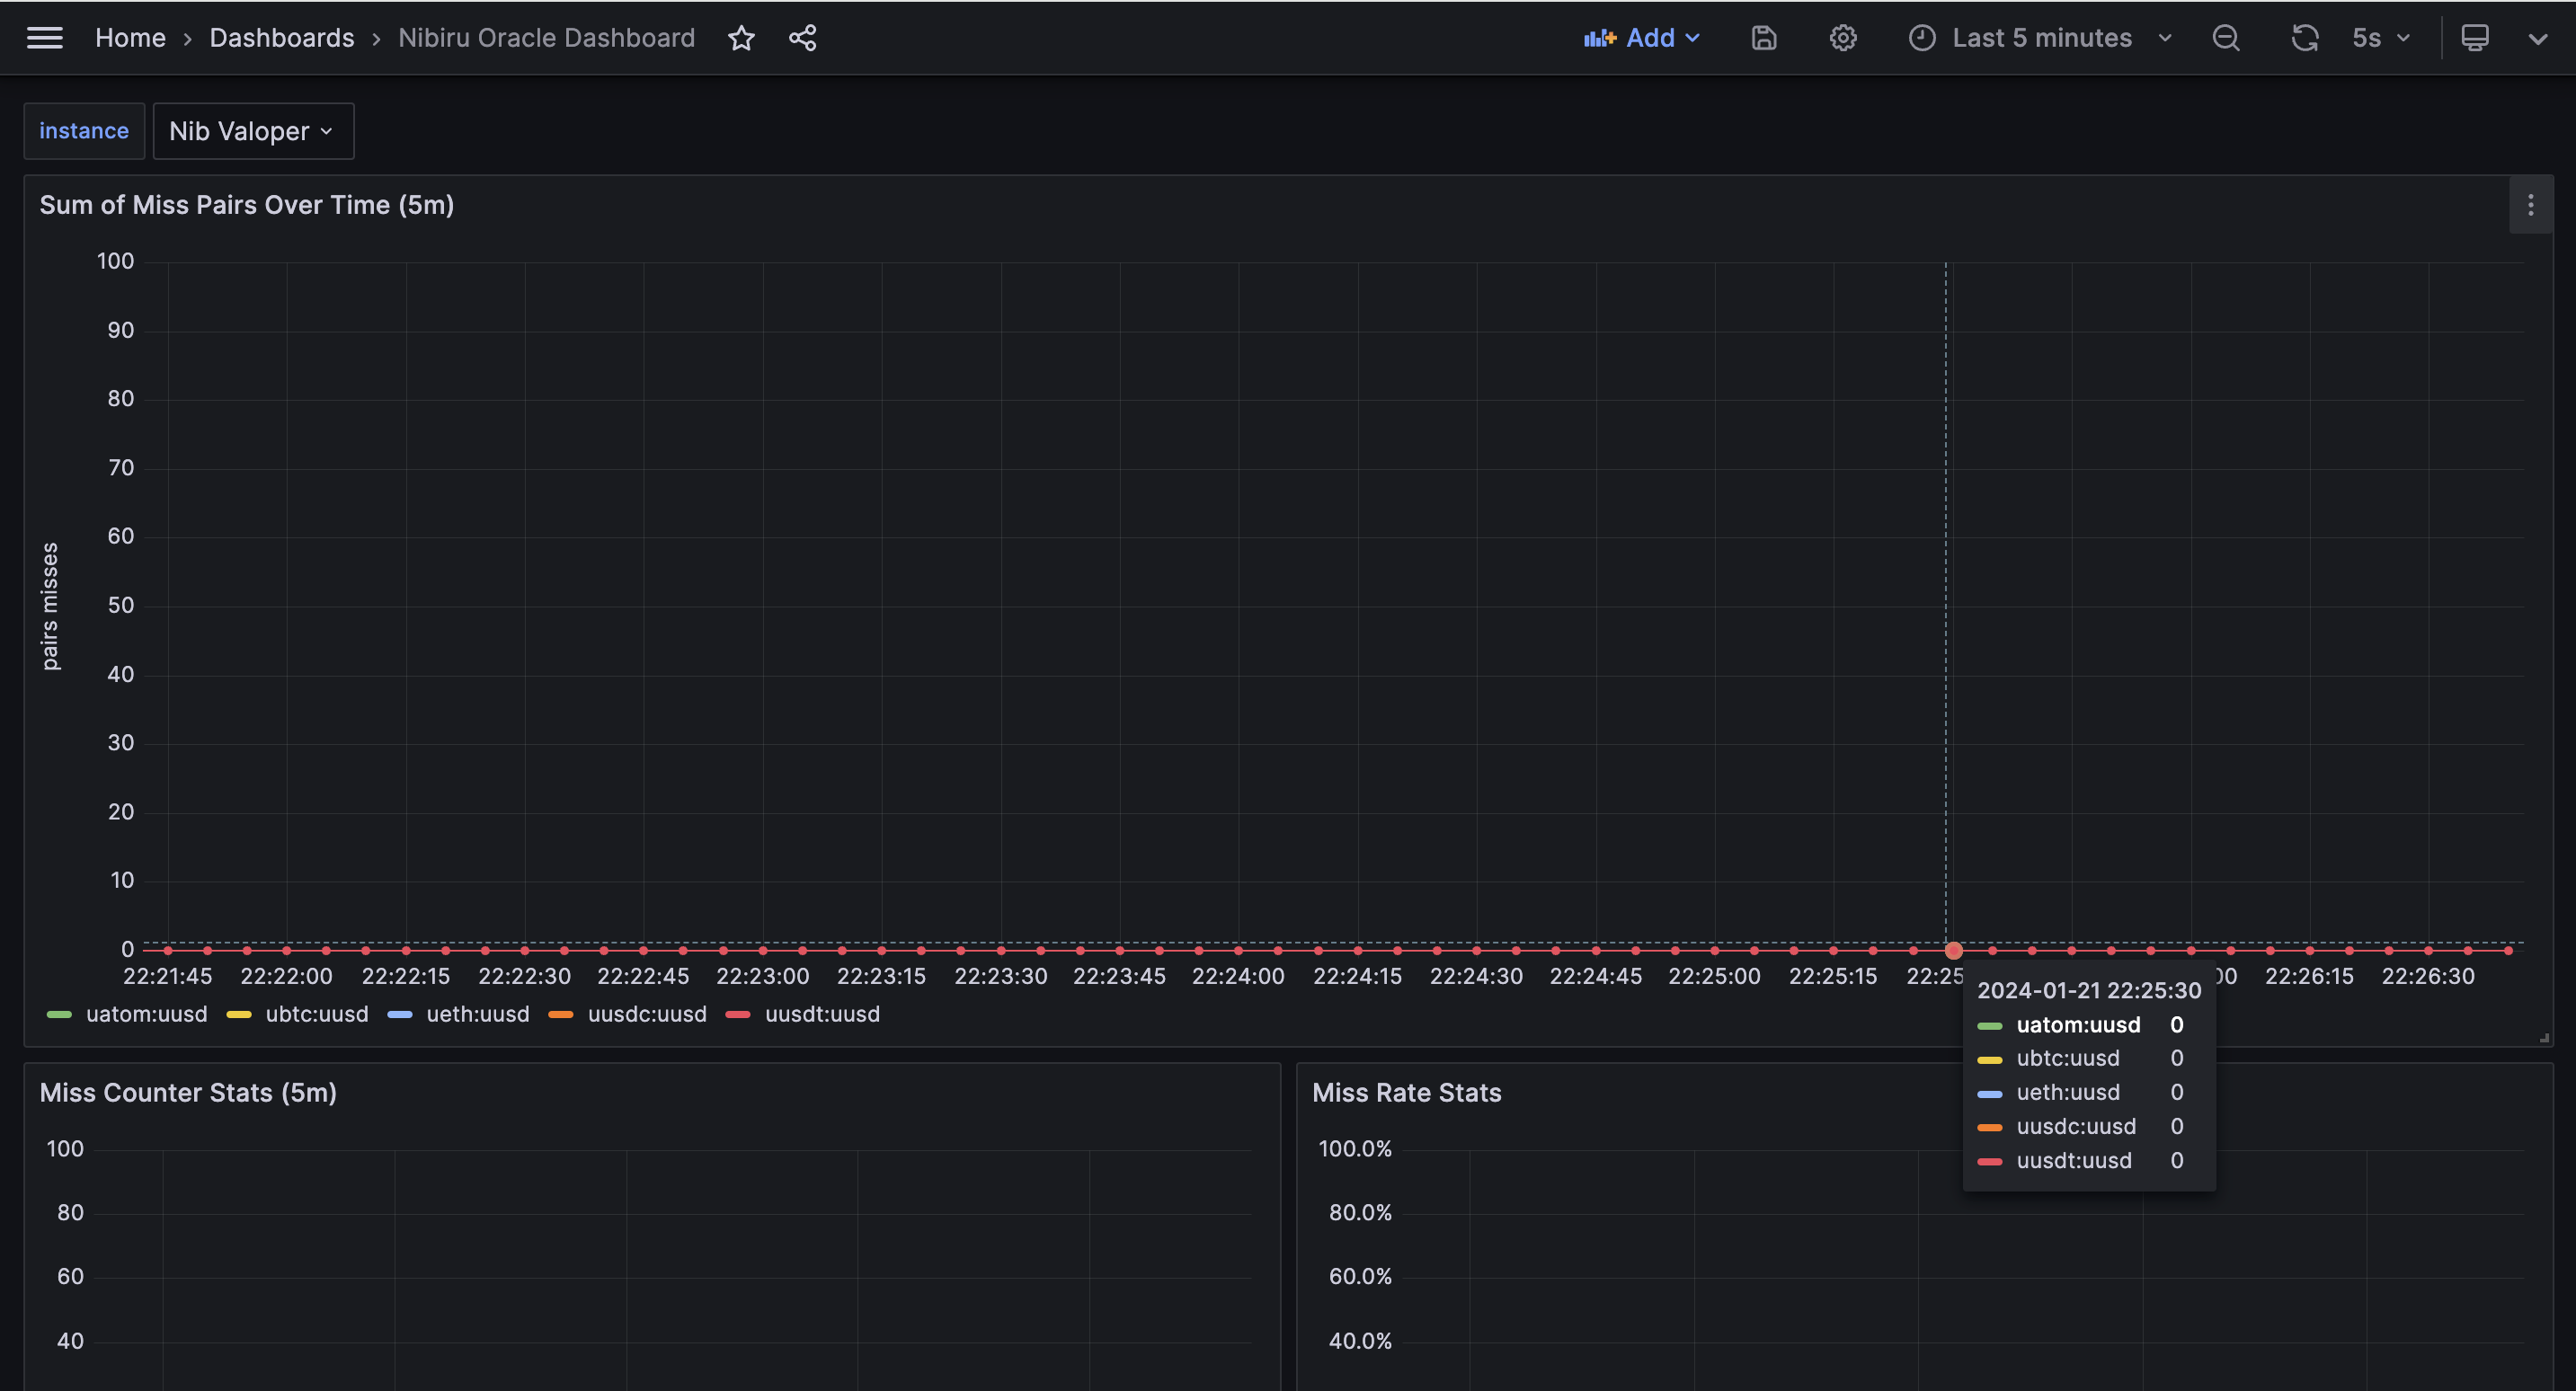 Home › Dashboards › Nibiru Oracle Dashboard Add Last 5 minutes 5s
instance Nib Valoper
Sum of Miss Pairs Over Time (5m)
100
90
80
70
60
50
40
30
20
10
0
pairs misses
22:21:45 22:22:00 22:22:15 22:22:30 22:22:45 22:23:00 22:23:15 22:23:30 22:23:45 22:24:00 22:24:15 22:24:30 22:24:45 22:25:00 22:25:15 22:25 00 22:26:15 22:26:30
uatom:uusd ubtc:uusd ueth:uusd uusdc:uusd uusdt:uusd
2024-01-21 22:25:30
uatom:uusd 0
ubtc:uusd 0
ueth:uusd 0
uusdc:uusd 0
uusdt:uusd 0
Miss Counter Stats (5m)
100
80
60
40
Miss Rate Stats
100.0%
80.0%
60.0%
40.0%